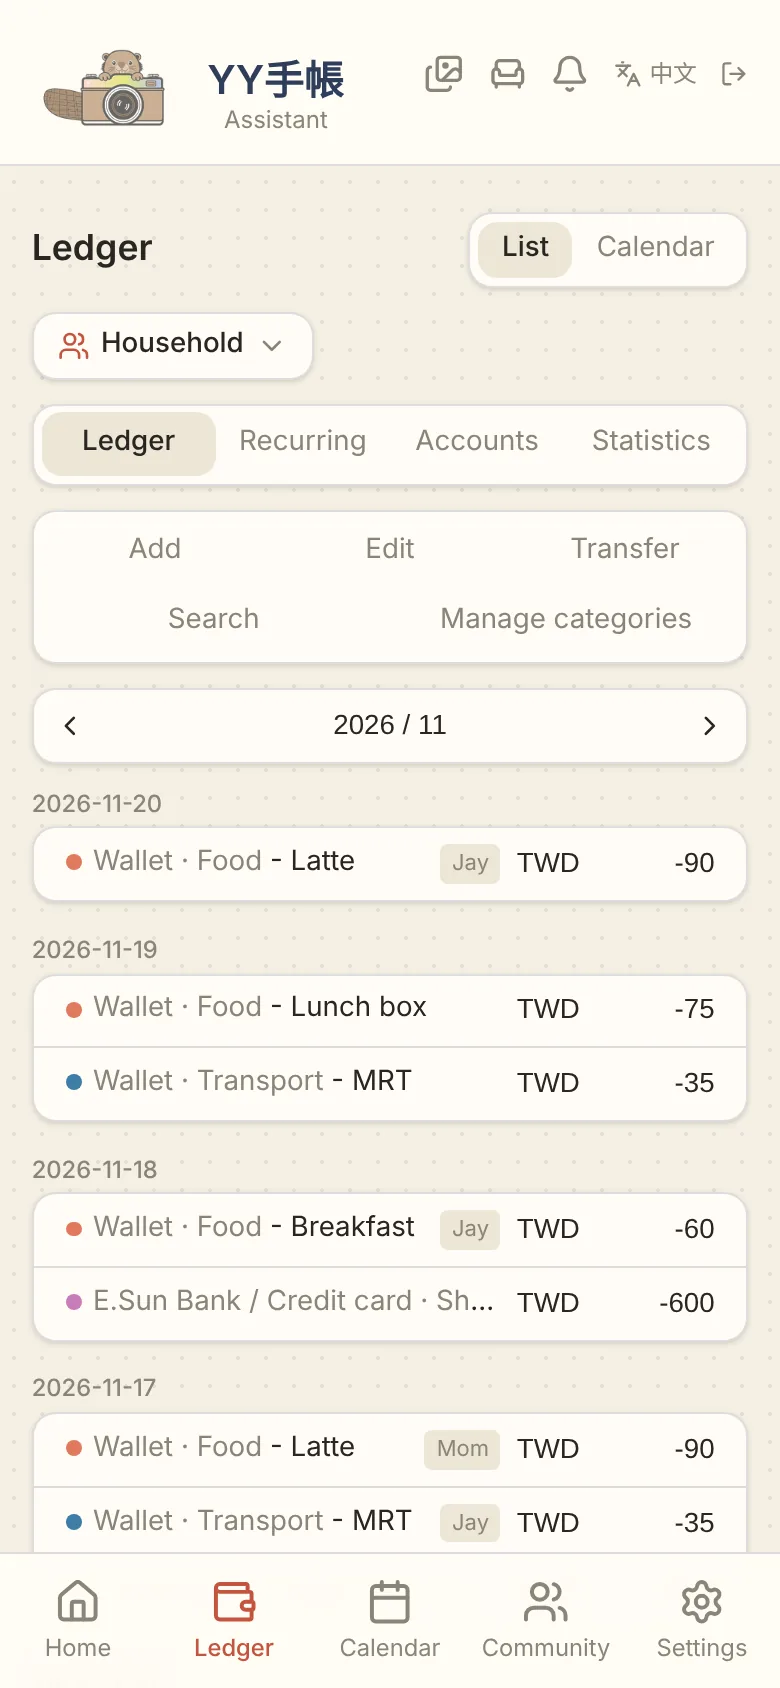 YY手帳
Assistant
中文
Ledger
List
Calendar
Household
Ledger
Recurring
Accounts
Statistics
Add
Edit
Transfer
Search
Manage categories
2026 / 11
2026-11-20
Wallet · Food - Latte Jay TWD -90
2026-11-19
Wallet · Food - Lunch box TWD -75
Wallet · Transport - MRT TWD -35
2026-11-18
Wallet · Food - Breakfast Jay TWD -60
E.Sun Bank / Credit card · Sh... TWD -600
2026-11-17
Wallet · Food - Latte Mom TWD -90
Wallet · Transport - MRT Jay TWD -35
Home
Ledger
Calendar
Community
Settings